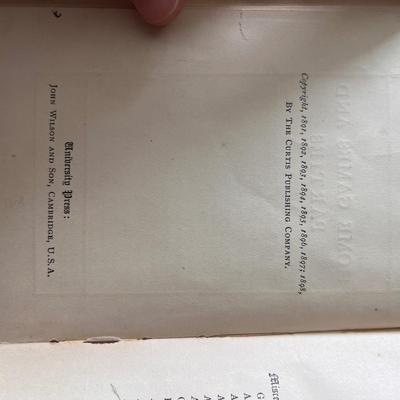 Copyright, 1891, 1892, 1893, 1894, 1895, 1896, 1897, 1898,
BY THE CURTIS PUBLISHING COMPANY.
University Press:
JOHN WILSON AND SON, CAMBRIDGE, U.S.A.